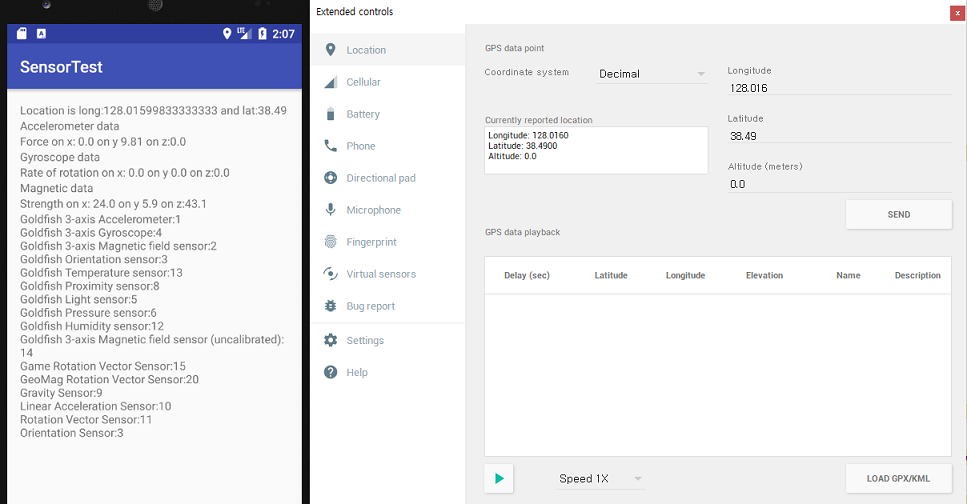 LTE 2:07
SensorTest
Location is long:128.01599833333333 and lat:38.49
Accelerometer data
Force on x: 0.0 on y 9.81 on z:0.0
Gyroscope data
Rate of rotation on x: 0.0 on y 0.0 on z:0.0
Magnetic data
Strength on x: 24.0 on y 5.9 on z:43.1
Goldfish 3-axis Accelerometer:1
Goldfish 3-axis Gyroscope:4
Goldfish 3-axis Magnetic field sensor:2
Goldfish Orientation sensor:3
Goldfish Temperature sensor:13
Goldfish Proximity sensor:8
Goldfish Light sensor:5
Goldfish Pressure sensor:6
Goldfish Humidity sensor:12
Goldfish 3-axis Magnetic field sensor (uncalibrated):
14
Game Rotation Vector Sensor:15
GeoMag Rotation Vector Sensor:20
Gravity Sensor:9
Linear Acceleration Sensor:10
Rotation Vector Sensor:11
Orientation Sensor:3
Extended controls
x
Location
Cellular
Battery
Phone
Directional pad
Microphone
Fingerprint
Virtual sensors
Bug report
Settings
Help
GPS data point
Coordinate system Decimal
Longitude
128.016
Currently reported location
Longitude: 128.0160
Latitude: 38.4900
Altitude: 0.0
Latitude
38.49
Altitude (meters)
0.0
SEND
GPS data playback
Delay (sec) Latitude Longitude Elevation Name Description
Speed 1X
LOAD GPX/KML